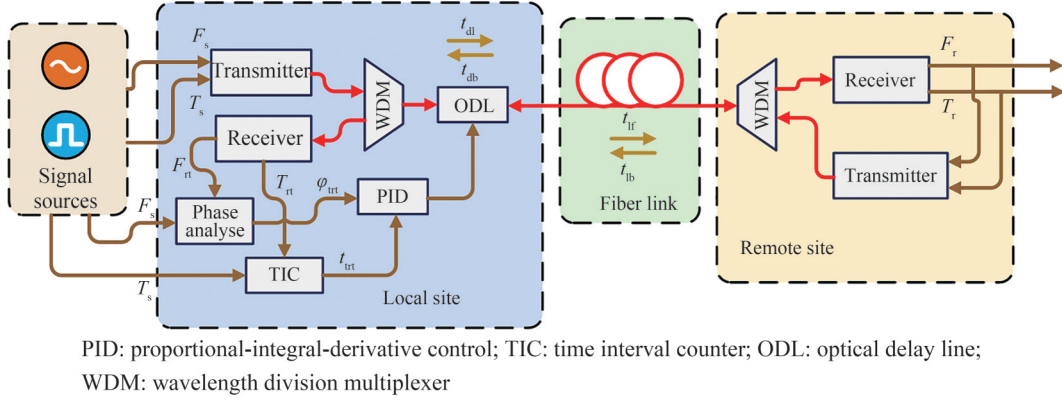 Signal
sources
F_s
T_s
Transmitter
WDM
t_dl
t_db
ODL
Receiver
F_rt
T_rt
F_s
Phase
analyse
φ_trt
PID
T_s
TIC
t_trt
Local site
t_lf
t_lb
Fiber link
WDM
Receiver
F_r
T_r
Transmitter
Remote site
PID: proportional-integral-derivative control; TIC: time interval counter; ODL: optical delay line;
WDM: wavelength division multiplexer